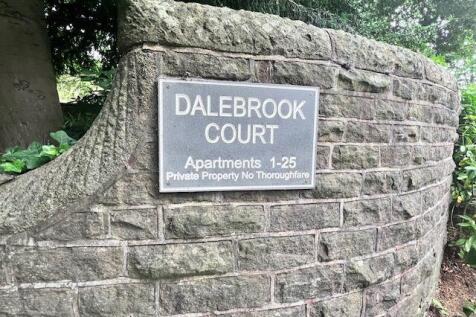 DALEBROOK
COURT
Apartments 1-25
Private Property No Thoroughfare